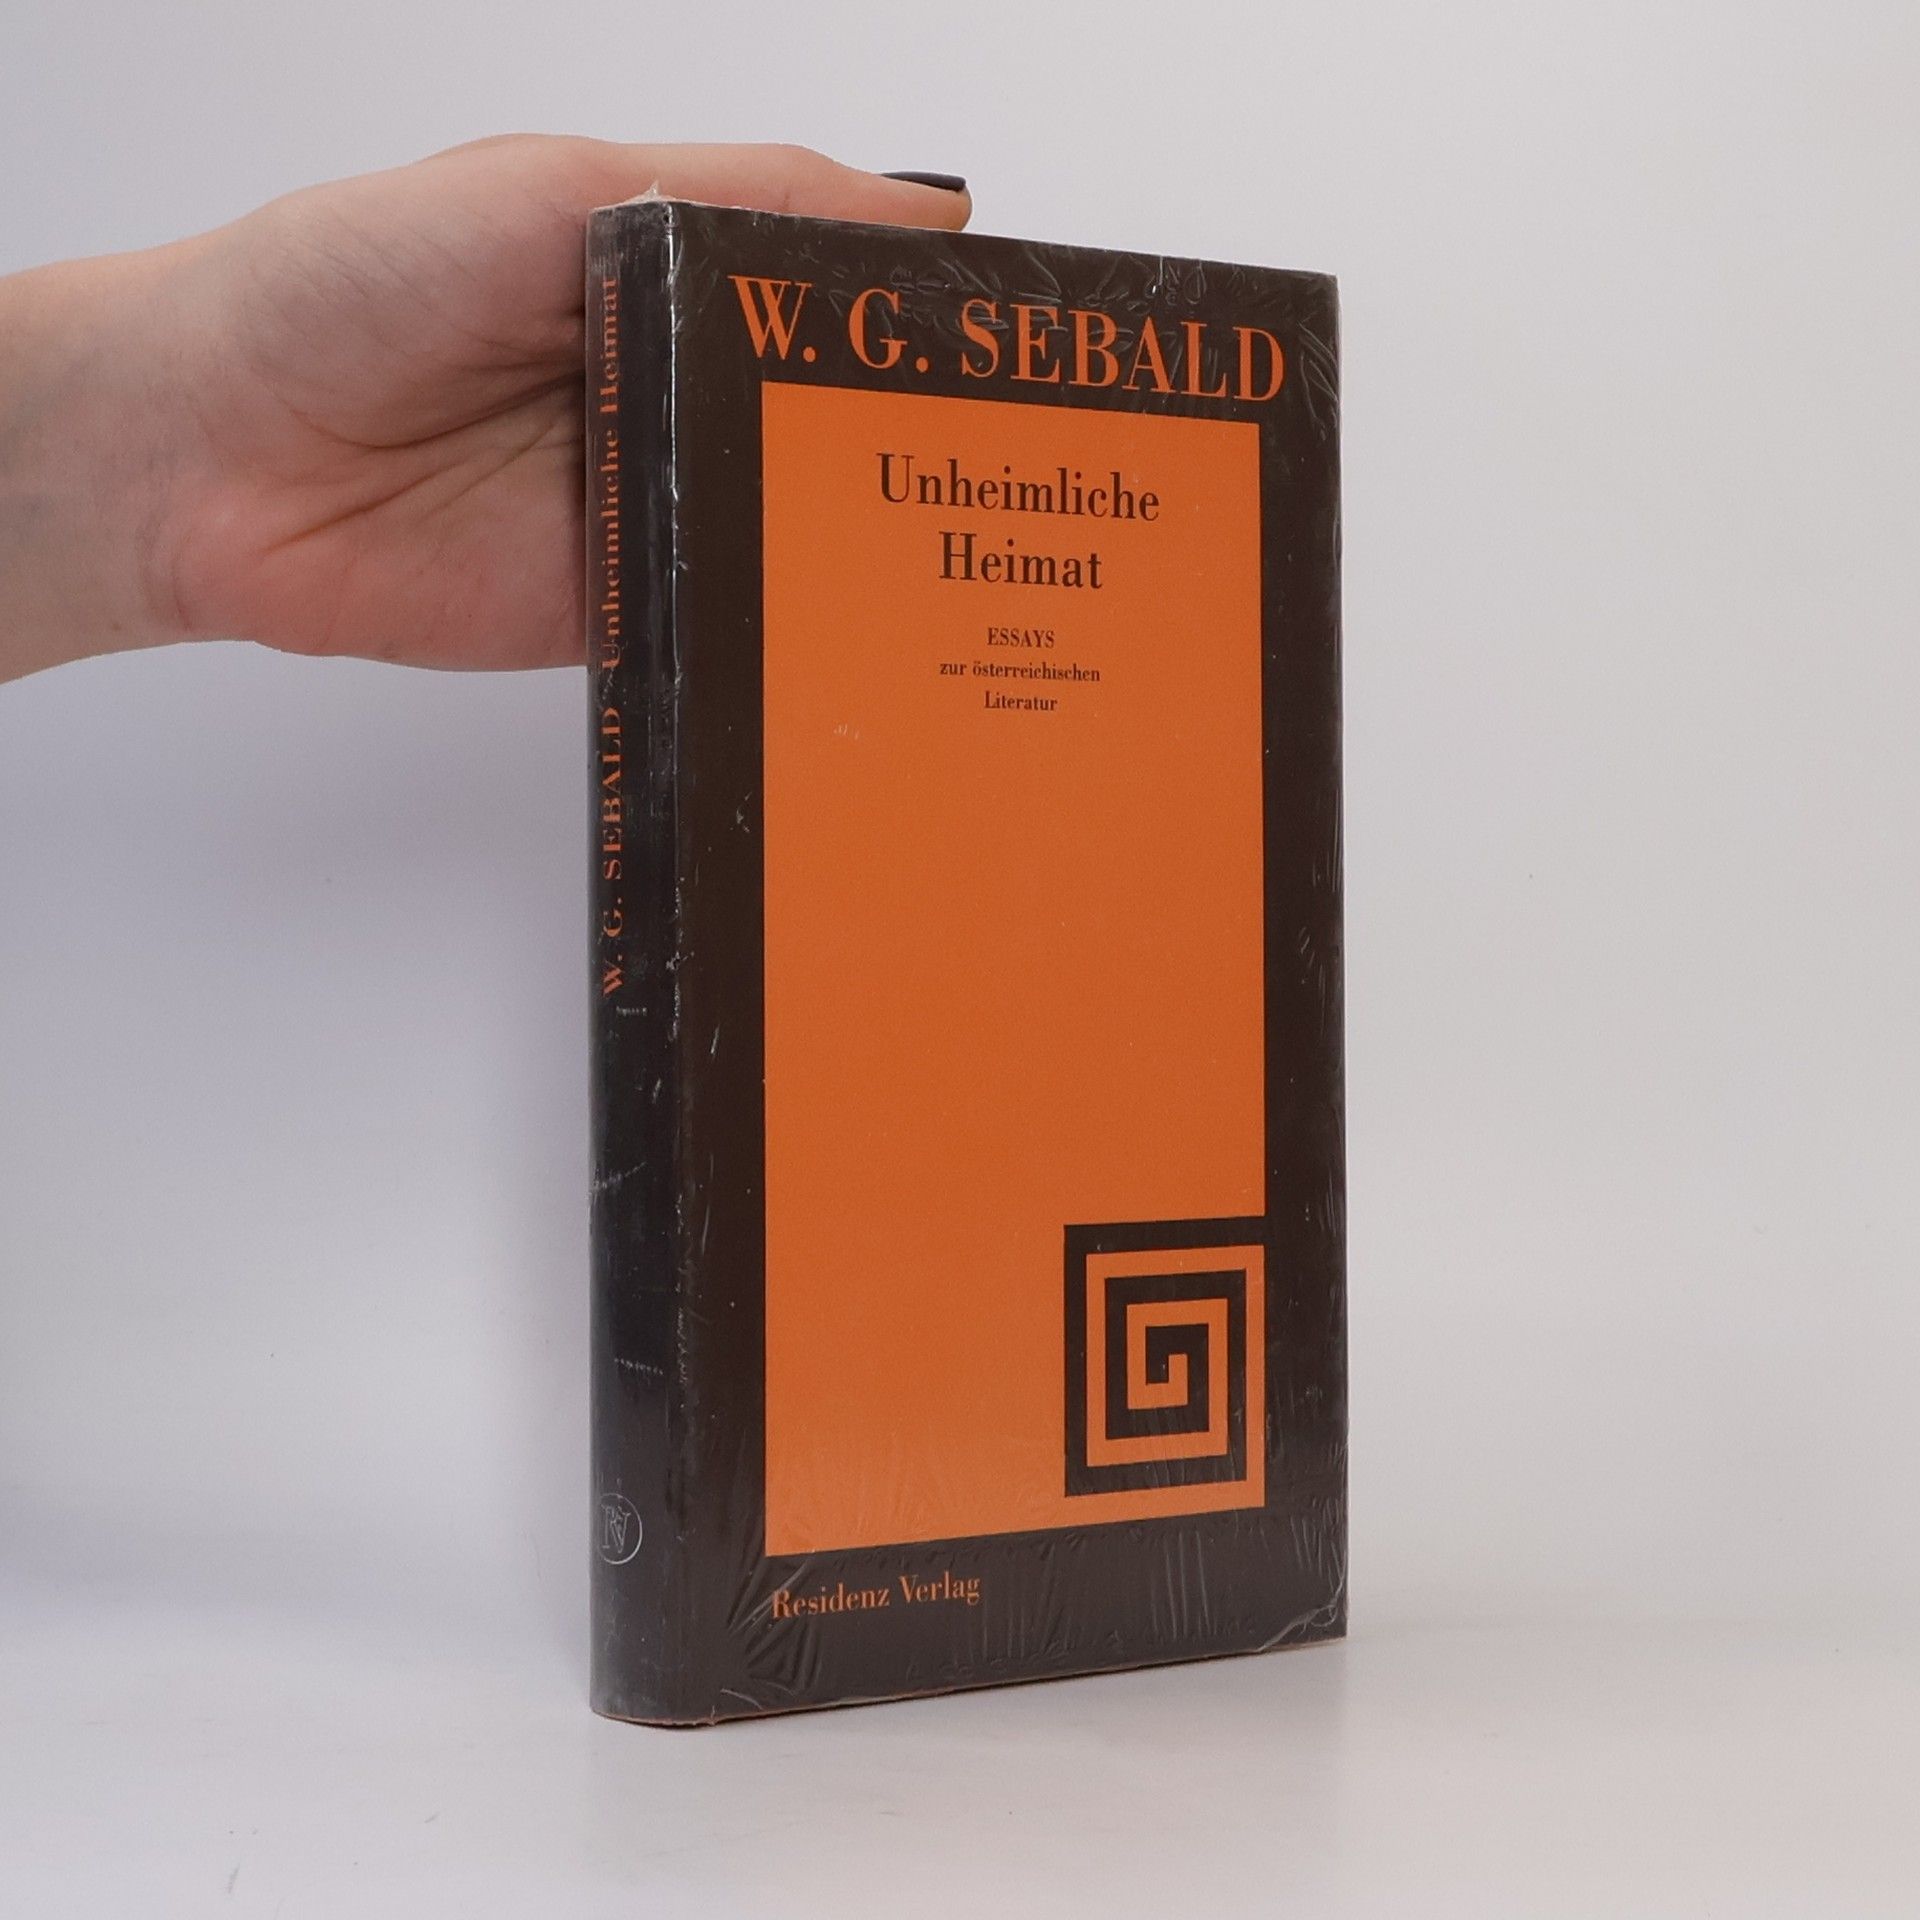 W. G. SEBALD
Unheimliche
Heimat
ESSAYS
zur österreichischen
Literatur
Residenz Verlag
W. G. SEBALD Unheimliche Heimat